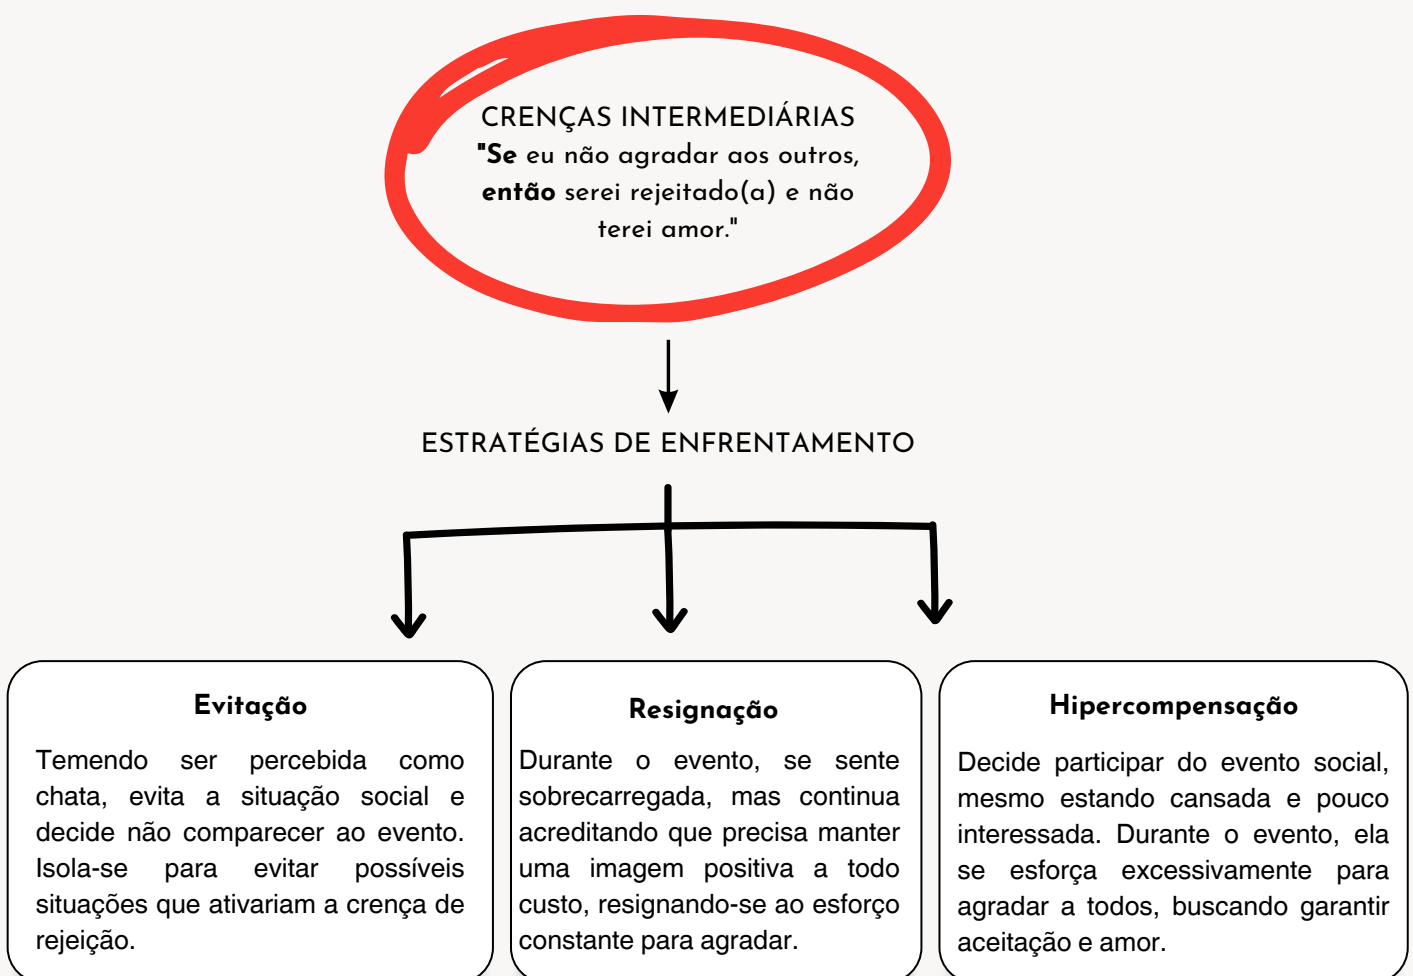 CRENÇAS INTERMEDIÁRIAS
"Se eu não agradar aos outros,
então serei rejeitado(a) e não
terei amor."
ESTRATÉGIAS DE ENFRENTAMENTO
Evitação
Temendo ser percebida como
chata, evita a situação social e
decide não comparecer ao evento.
Isola-se para evitar possíveis
situações que ativariam a crença de
rejeição.
Resignação
Durante o evento, se sente
sobrecarregada, mas continua
acreditando que precisa manter
uma imagem positiva a todo
custo, resignando-se ao esforço
constante para agradar.
Hipercompensação
Decide participar do evento social,
mesmo estando cansada e pouco
interessada. Durante o evento, ela
se esforça excessivamente para
agradar a todos, buscando garantir
aceitação e amor.